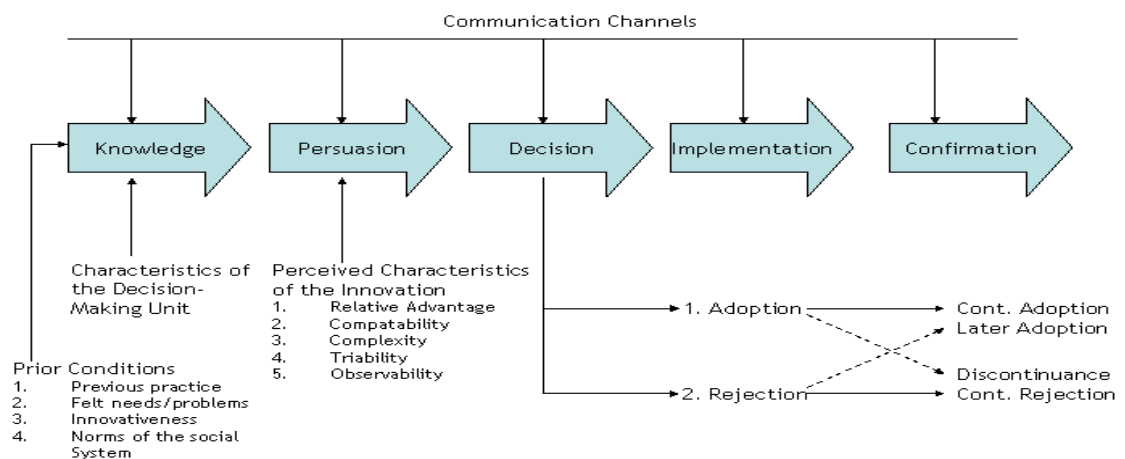 Communication Channels
Knowledge
Persuasion
Decision
Implementation
Confirmation
Characteristics of
the Decision-
Making Unit
Perceived Characteristics
of the Innovation
1. Relative Advantage
2. Compatability
3. Complexity
4. Triability
5. Observability
Prior Conditions
1. Previous practice
2. Felt needs/problems
3. Innovativeness
4. Norms of the social
System
1. Adoption
2. Rejection
Cont. Adoption
Later Adoption
Discontinuance
Cont. Rejection